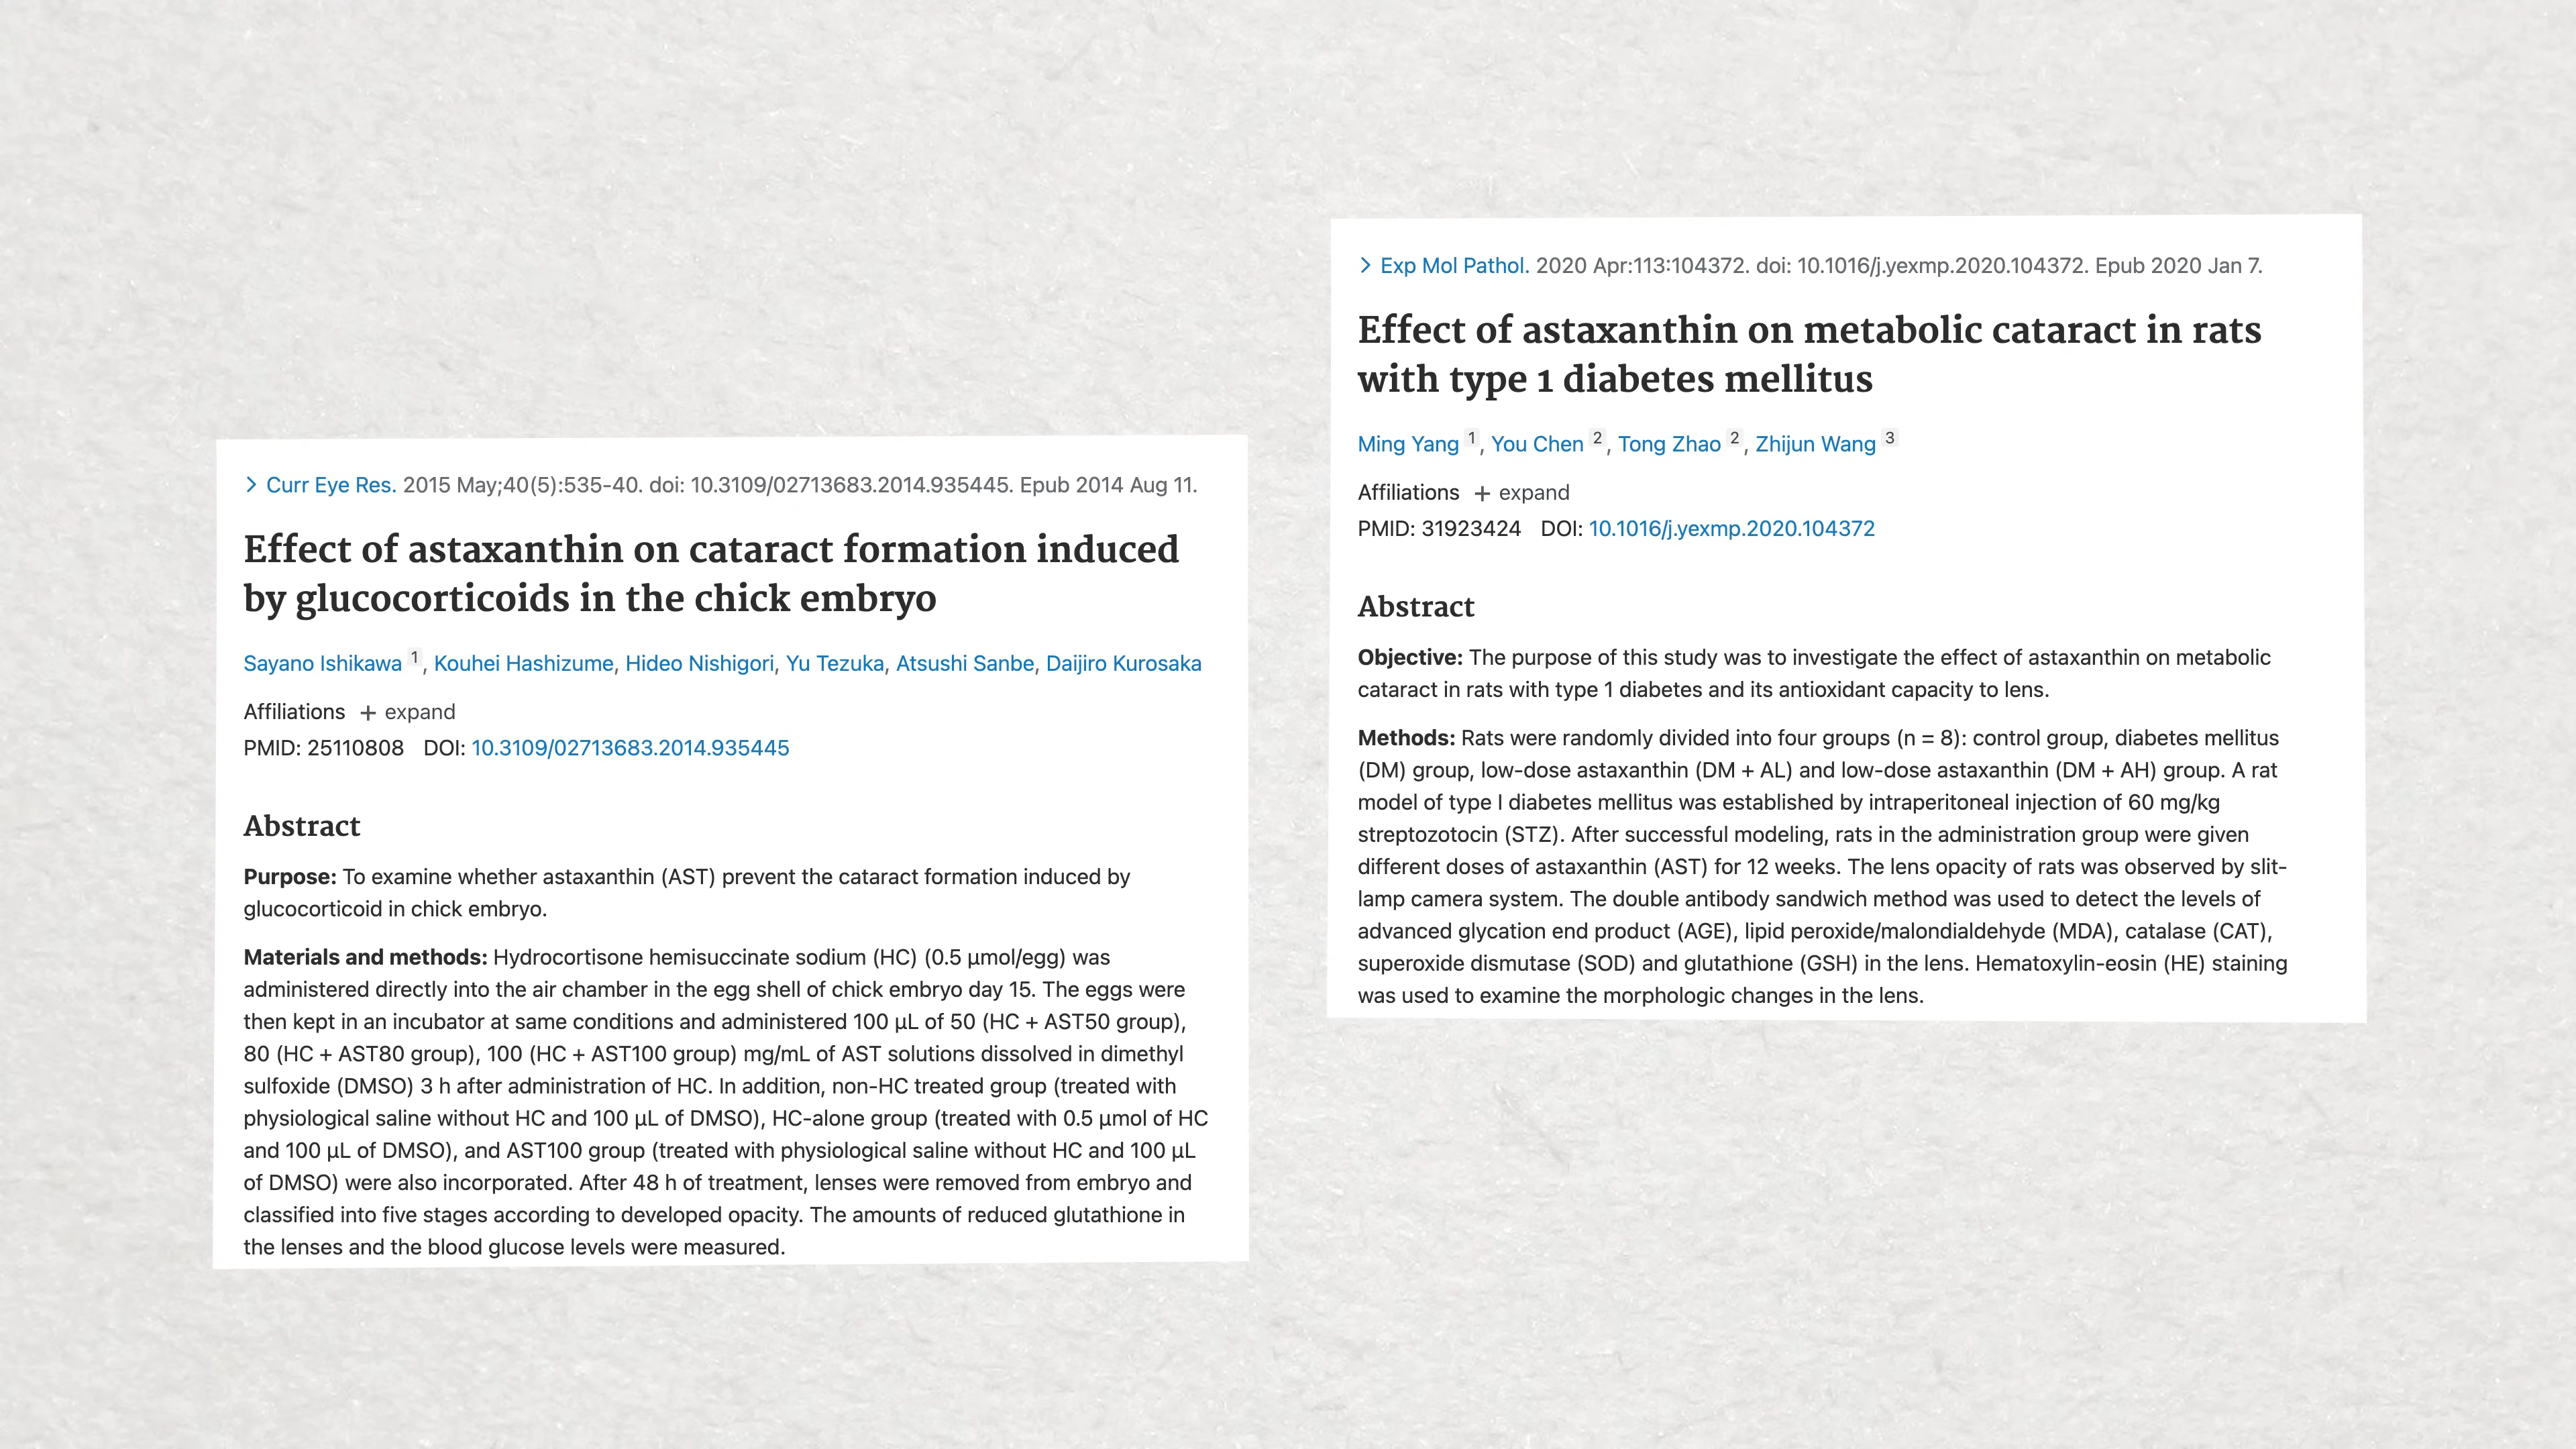 > Curr Eye Res. 2015 May;40(5):535-40. doi: 10.3109/02713683.2014.935445. Epub 2014 Aug 11.
Effect of astaxanthin on cataract formation induced
by glucocorticoids in the chick embryo
Sayano Ishikawa 1, Kouhei Hashizume, Hideo Nishigori, Yu Tezuka, Atsushi Sanbe, Daijiro Kurosaka
Affiliations + expand
PMID: 25110808 DOI: 10.3109/02713683.2014.935445
Abstract
Purpose: To examine whether astaxanthin (AST) prevent the cataract formation induced by
glucocorticoid in chick embryo.
Materials and methods: Hydrocortisone hemisuccinate sodium (HC) (0.5 μmol/egg) was
administered directly into the air chamber in the egg shell of chick embryo day 15. The eggs were
then kept in an incubator at same conditions and administered 100 μL of 50 (HC + AST50 group),
80 (HC + AST80 group), 100 (HC + AST100 group) mg/mL of AST solutions dissolved in dimethyl
sulfoxide (DMSO) 3 h after administration of HC. In addition, non-HC treated group (treated with
physiological saline without HC and 100 μL of DMSO), HC-alone group (treated with 0.5 μmol of HC
and 100 μL of DMSO), and AST100 group (treated with physiological saline without HC and 100 μL
of DMSO) were also incorporated. After 48 h of treatment, lenses were removed from embryo and
classified into five stages according to developed opacity. The amounts of reduced glutathione in
the lenses and the blood glucose levels were measured.
> Exp Mol Pathol. 2020 Apr:113:104372. doi: 10.1016/j.yexmp.2020.104372. Epub 2020 Jan 7.
Effect of astaxanthin on metabolic cataract in rats
with type 1 diabetes mellitus
Ming Yang 1, You Chen 2, Tong Zhao 2, Zhijun Wang 3
Affiliations + expand
PMID: 31923424 DOI: 10.1016/j.yexmp.2020.104372
Abstract
Objective: The purpose of this study was to investigate the effect of astaxanthin on metabolic
cataract in rats with type 1 diabetes and its antioxidant capacity to lens.
Methods: Rats were randomly divided into four groups (n = 8): control group, diabetes mellitus
(DM) group, low-dose astaxanthin (DM + AL) and low-dose astaxanthin (DM + AH) group. A rat
model of type I diabetes mellitus was established by intraperitoneal injection of 60 mg/kg
streptozotocin (STZ). After successful modeling, rats in the administration group were given
different doses of astaxanthin (AST) for 12 weeks. The lens opacity of rats was observed by slit-
lamp camera system. The double antibody sandwich method was used to detect the levels of
advanced glycation end product (AGE), lipid peroxide/malondialdehyde (MDA), catalase (CAT),
superoxide dismutase (SOD) and glutathione (GSH) in the lens. Hematoxylin-eosin (HE) staining
was used to examine the morphologic changes in the lens.